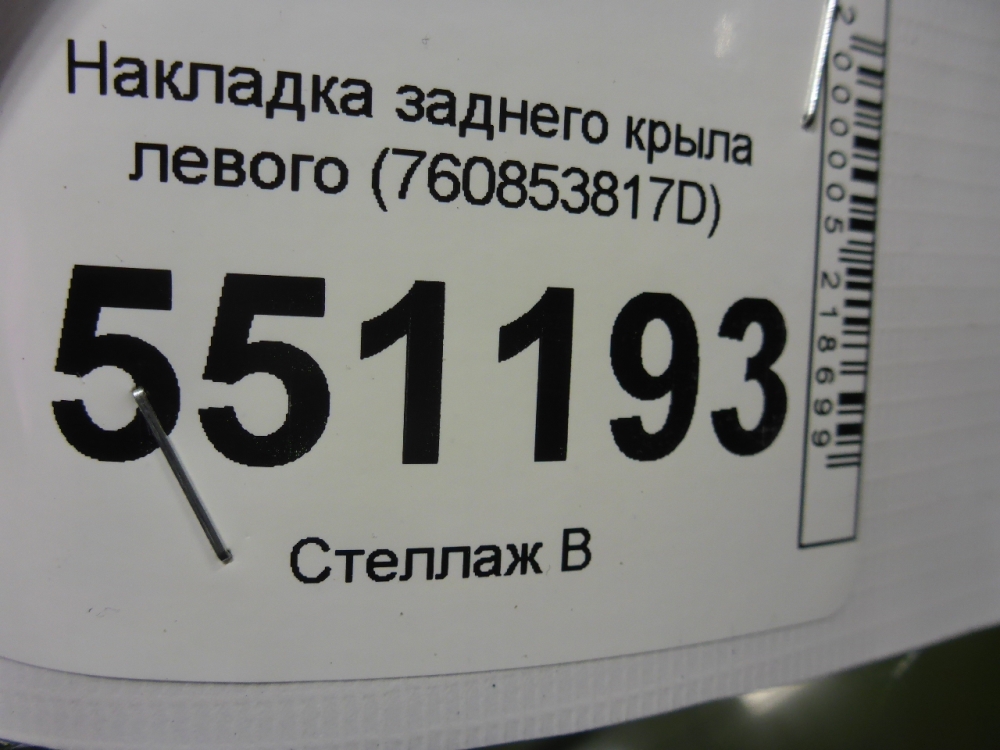 Накладка заднего крыла
левого (760853817D)
551193
Стеллаж В
2000005218699